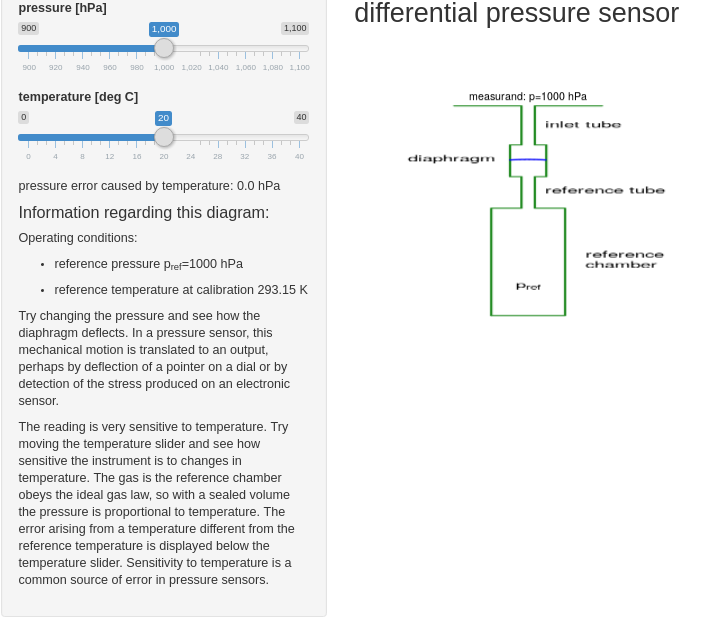 pressure [hPa]
900 1,000 1,100
900 920 940 960 980 1,000 1,020 1,040 1,060 1,080 1,100
temperature [deg C]
0 20 40
0 4 8 12 16 20 24 28 32 36 40
pressure error caused by temperature: 0.0 hPa
Information regarding this diagram:
Operating conditions:
• reference pressure pref=1000 hPa
• reference temperature at calibration 293.15 K
Try changing the pressure and see how the
diaphragm deflects. In a pressure sensor, this
mechanical motion is translated to an output,
perhaps by deflection of a pointer on a dial or by
detection of the stress produced on an electronic
sensor.
The reading is very sensitive to temperature. Try
moving the temperature slider and see how
sensitive the instrument is to changes in
temperature. The gas is the reference chamber
obeys the ideal gas law, so with a sealed volume
the pressure is proportional to temperature. The
error arising from a temperature different from the
reference temperature is displayed below the
temperature slider. Sensitivity to temperature is a
common source of error in pressure sensors.
differential pressure sensor
measurand: p=1000 hPa
inlet tube
diaphragm
reference tube
reference
chamber
pref